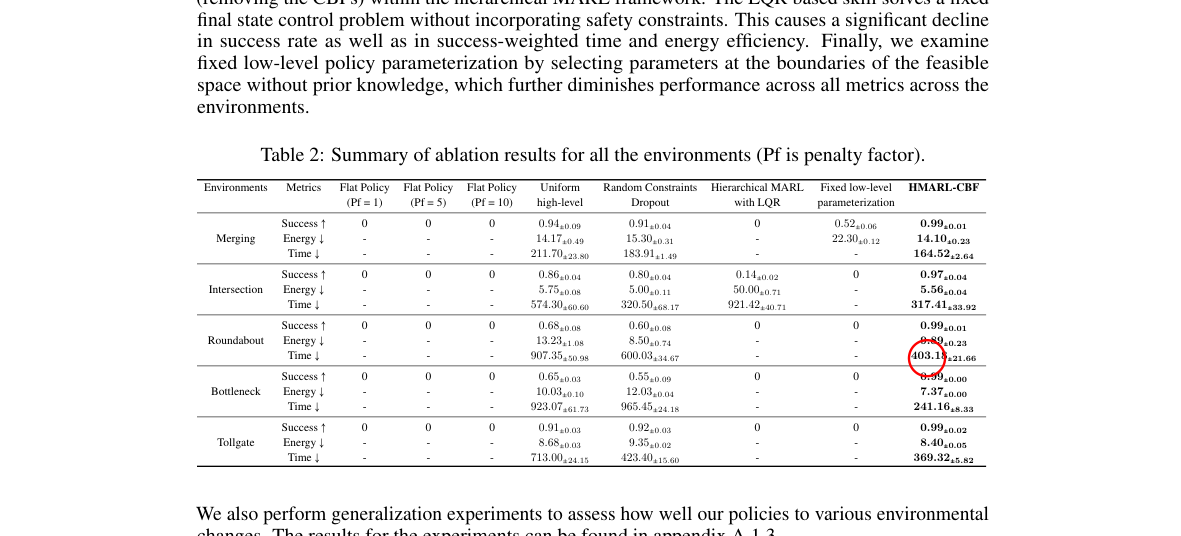 final state control problem without incorporating safety constraints. This causes a significant decline
in success rate as well as in success-weighted time and energy efficiency. Finally, we examine
fixed low-level policy parameterization by selecting parameters at the boundaries of the feasible
space without prior knowledge, which further diminishes performance across all metrics across the
environments.
Table 2: Summary of ablation results for all the environments (Pf is penalty factor).
Environments Metrics Flat Policy Flat Policy Flat Policy Uniform Random Constraints Hierarchical MARL Fixed low-level HMARL-CBF
(Pf = 1) (Pf = 5) (Pf = 10) high-level Dropout with LQR parameterization
Success ↑ 0 0 0 0.94±0.09 0.91±0.04 0 0.52±0.06 0.99±0.01
Merging Energy ↓ - - - 14.17±0.49 15.30±0.31 - 22.30±0.12 14.10±0.23
Time ↓ - - - 211.70±23.80 183.91±1.49 - - 164.52±2.64
Success ↑ 0 0 0 0.86±0.04 0.80±0.04 0.14±0.02 0 0.97±0.04
Intersection Energy ↓ - - - 5.75±0.08 5.00±0.11 50.00±0.71 - 5.56±0.04
Time ↓ - - - 574.30±60.60 320.50±68.17 921.42±40.71 - 317.41±33.92
Success ↑ 0 0 0 0.68±0.08 0.60±0.08 0 0 0.99±0.01
Roundabout Energy ↓ - - - 13.23±1.08 8.50±0.74 - - ±0.23
Time ↓ - - - 907.35±50.98 600.03±34.67 - - 403.18±21.66
Success ↑ 0 0 0 0.65±0.03 0.55±0.09 0 0 0.99±0.00
Bottleneck Energy ↓ - - - 10.03±0.10 12.03±0.04 - - 7.37±0.00
Time ↓ - - - 923.07±61.73 965.45±24.18 - - 241.16±8.33
Success ↑ 0 0 0 0.91±0.03 0.92±0.03 0 0 0.99±0.02
Tollgate Energy ↓ - - - 8.68±0.03 9.35±0.02 - - 8.40±0.05
Time ↓ - - - 713.00±24.15 423.40±15.60 - - 369.32±5.82
We also perform generalization experiments to assess how well our policies to various environmental
changes. The results for the experiments can be found in appendix A.1.3